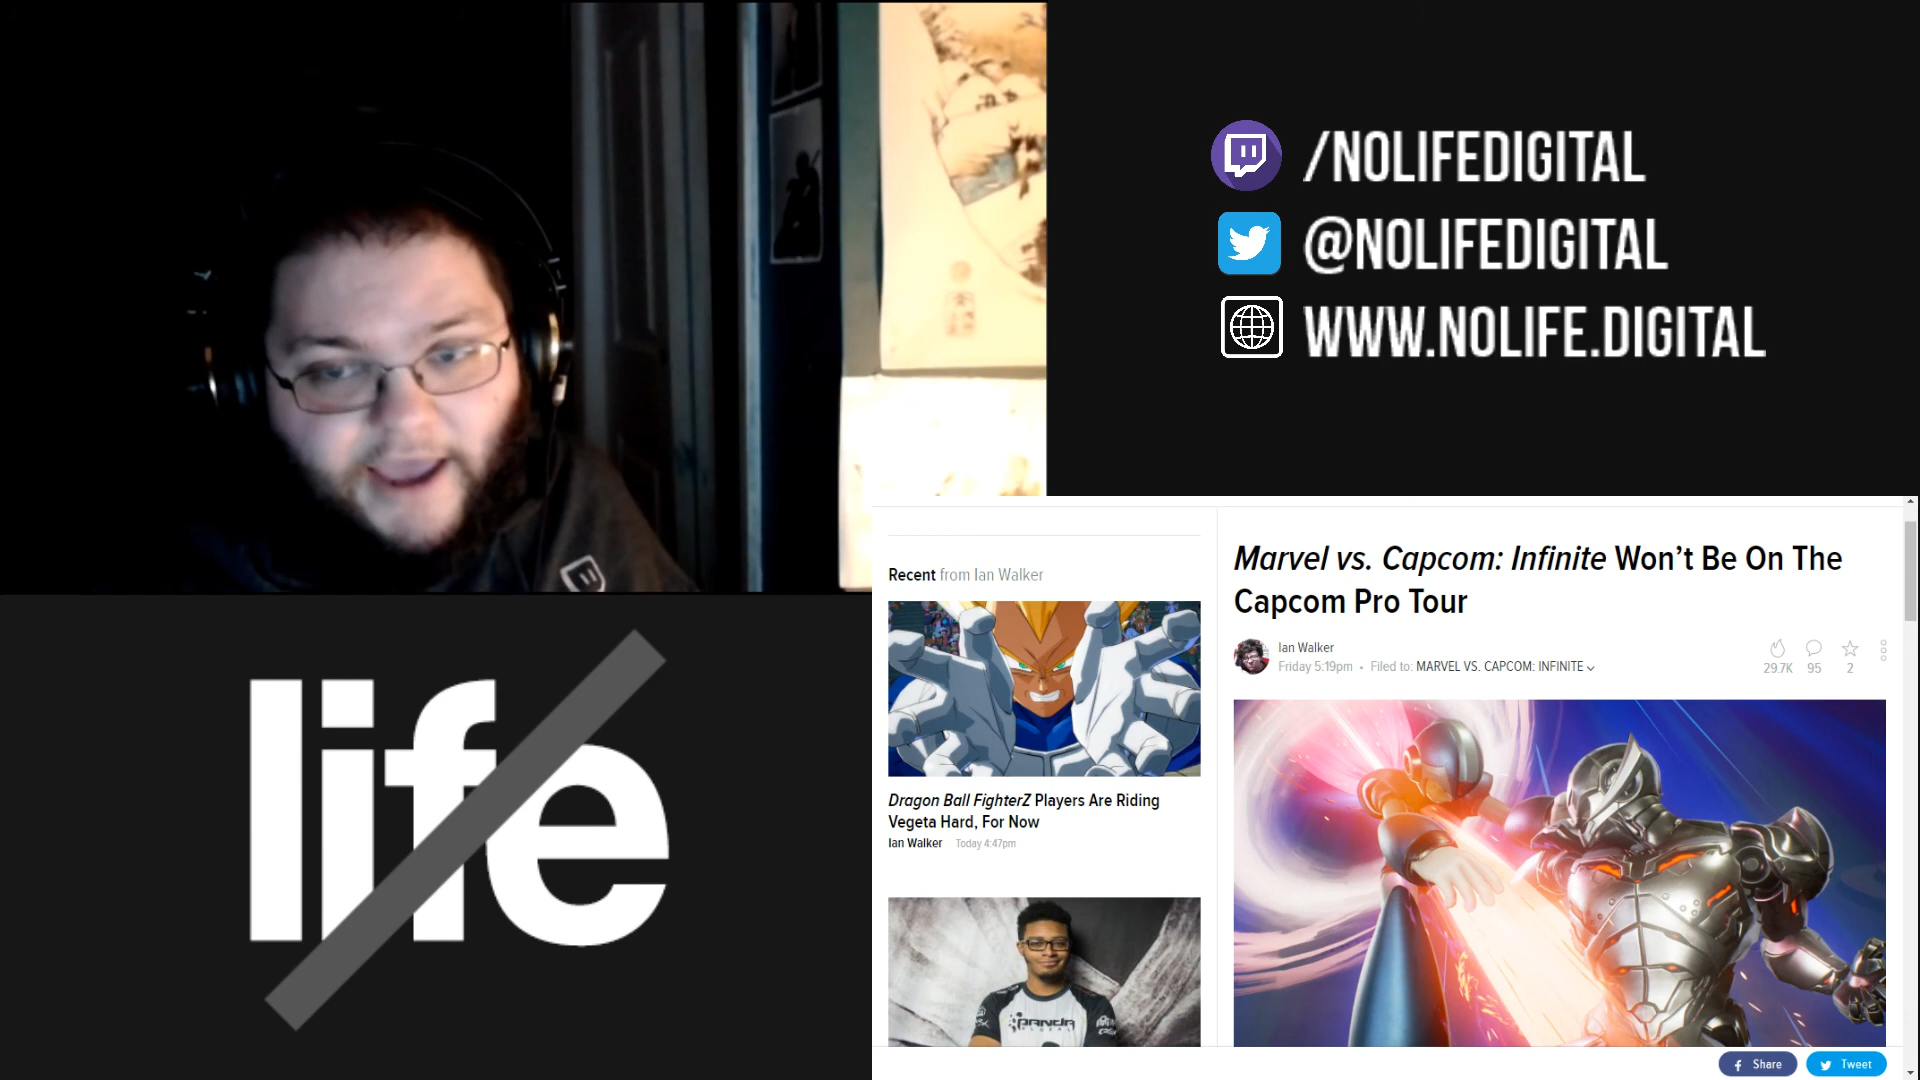 /NOLIFEDIGITAL
@NOLIFEDIGITAL
WWW.NOLIFE.DIGITAL
life
Recent from Ian Walker
Dragon Ball FighterZ Players Are Riding
Vegeta Hard, For Now
Ian Walker Today 4:47pm
PANDA
GLOBAL
Marvel vs. Capcom: Infinite Won’t Be On The
Capcom Pro Tour
Ian Walker
Friday 5:19pm • Filed to: MARVEL VS. CAPCOM: INFINITE
29.7K 95 2
Share Tweet